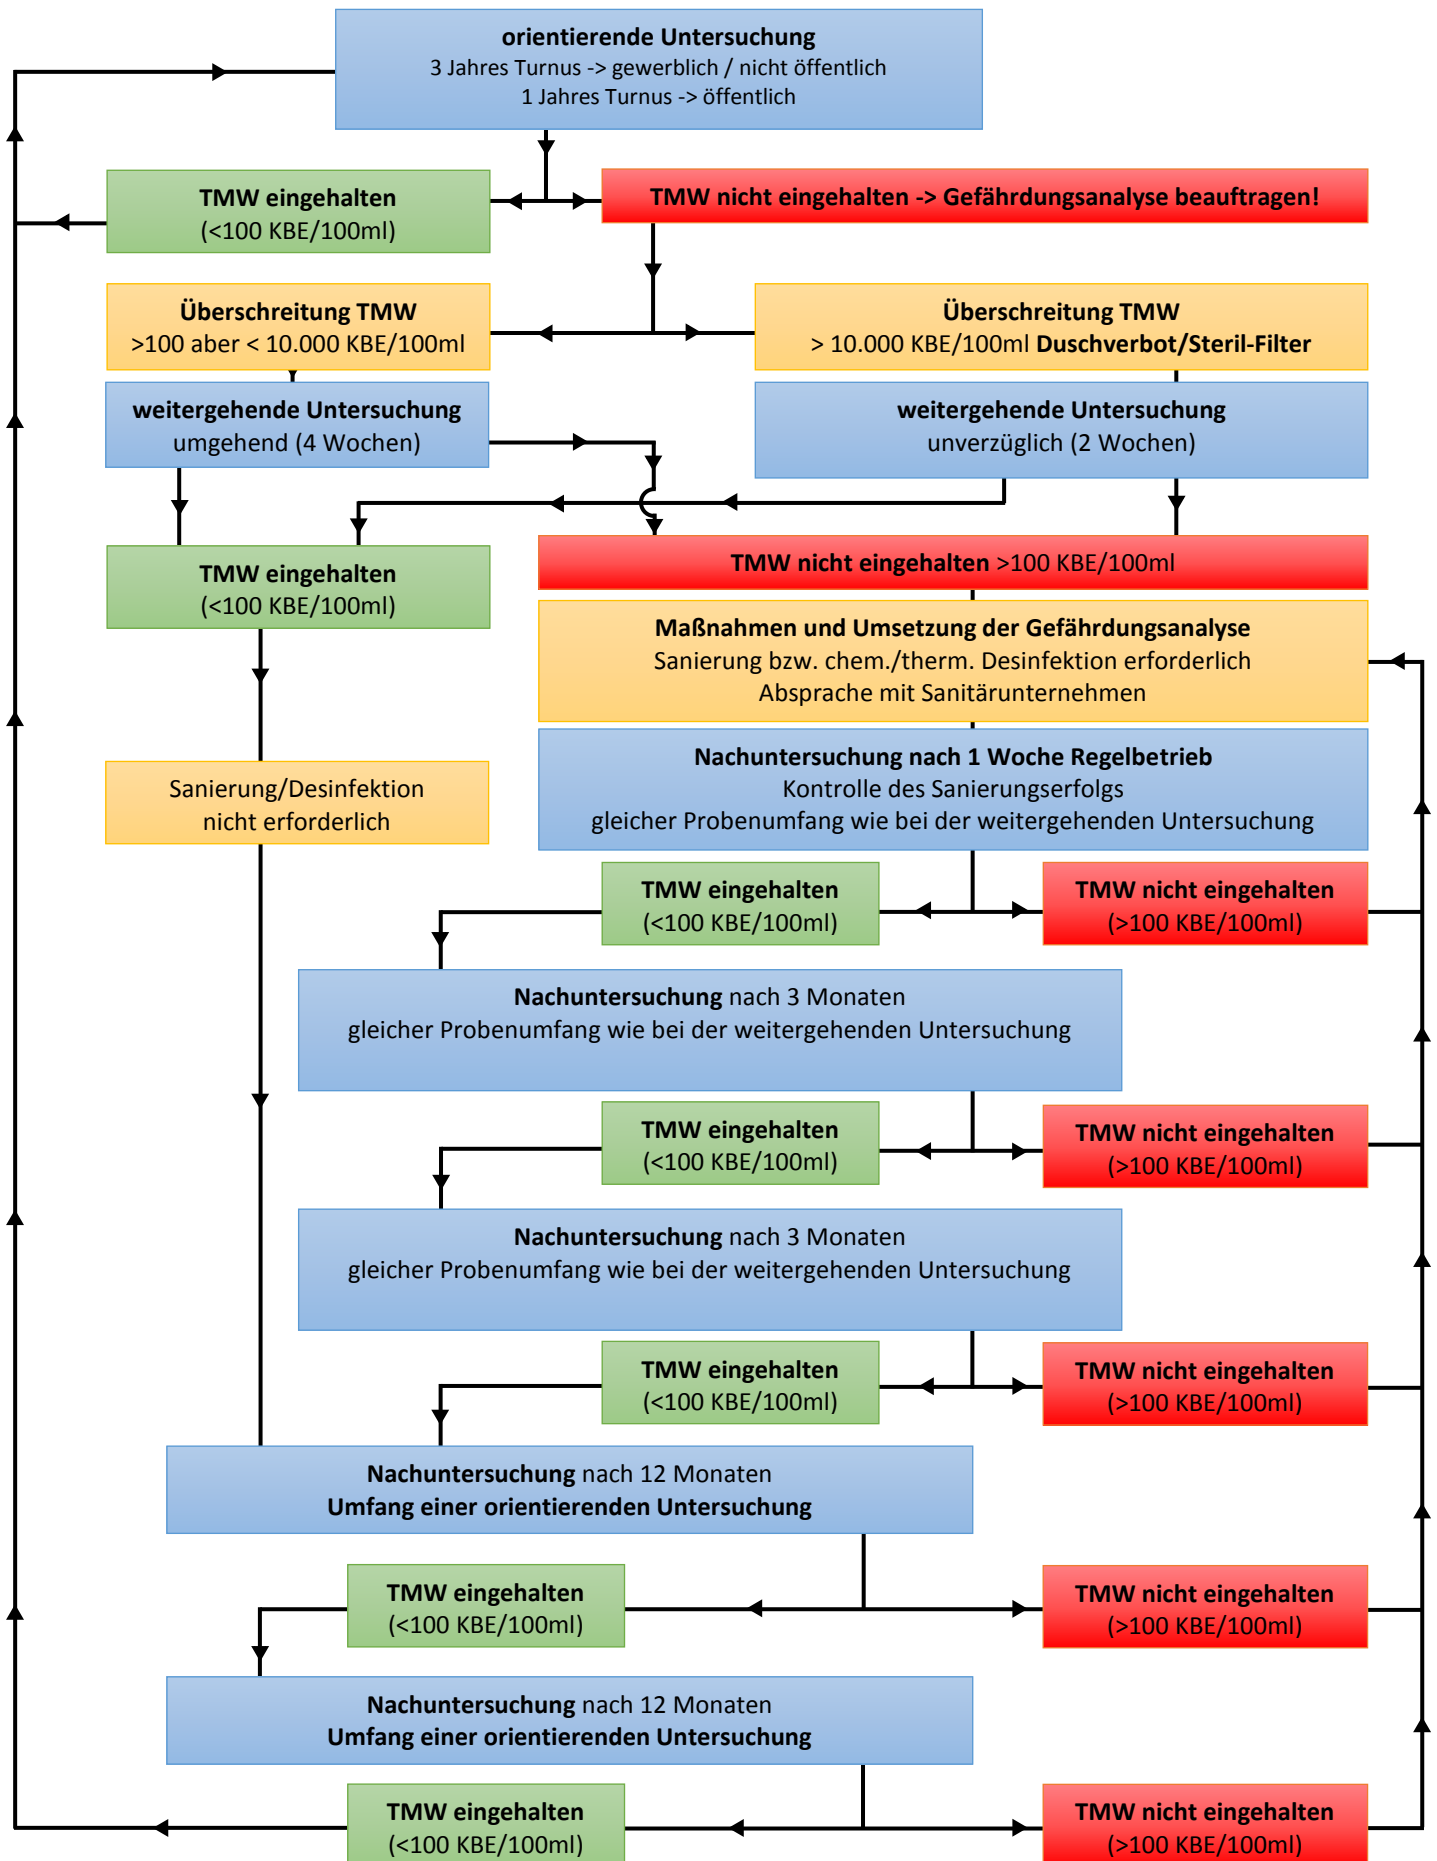 orientierende Untersuchung
3 Jahres Turnus -> gewerblich / nicht öffentlich
1 Jahres Turnus -> öffentlich
TMW eingehalten
(<100 KBE/100ml)
TMW nicht eingehalten -> Gefährdungsanalyse beauftragen!
Überschreitung TMW
>100 aber < 10.000 KBE/100ml
Überschreitung TMW
> 10.000 KBE/100ml Duschverbot/Steril-Filter
weitergehende Untersuchung
umgehend (4 Wochen)
weitergehende Untersuchung
unverzüglich (2 Wochen)
TMW eingehalten
(<100 KBE/100ml)
TMW nicht eingehalten >100 KBE/100ml
Maßnahmen und Umsetzung der Gefährdungsanalyse
Sanierung bzw. chem./therm. Desinfektion erforderlich
Absprache mit Sanitärunternehmen
Sanierung/Desinfektion
nicht erforderlich
Nachuntersuchung nach 1 Woche Regelbetrieb
Kontrolle des Sanierungserfolgs
gleicher Probenumfang wie bei der weitergehenden Untersuchung
TMW eingehalten
(<100 KBE/100ml)
TMW nicht eingehalten
(>100 KBE/100ml)
Nachuntersuchung nach 3 Monaten
gleicher Probenumfang wie bei der weitergehenden Untersuchung
TMW eingehalten
(<100 KBE/100ml)
TMW nicht eingehalten
(>100 KBE/100ml)
Nachuntersuchung nach 3 Monaten
gleicher Probenumfang wie bei der weitergehenden Untersuchung
TMW eingehalten
(<100 KBE/100ml)
TMW nicht eingehalten
(>100 KBE/100ml)
Nachuntersuchung nach 12 Monaten
Umfang einer orientierenden Untersuchung
TMW eingehalten
(<100 KBE/100ml)
TMW nicht eingehalten
(>100 KBE/100ml)
Nachuntersuchung nach 12 Monaten
Umfang einer orientierenden Untersuchung
TMW eingehalten
(<100 KBE/100ml)
TMW nicht eingehalten
(>100 KBE/100ml)